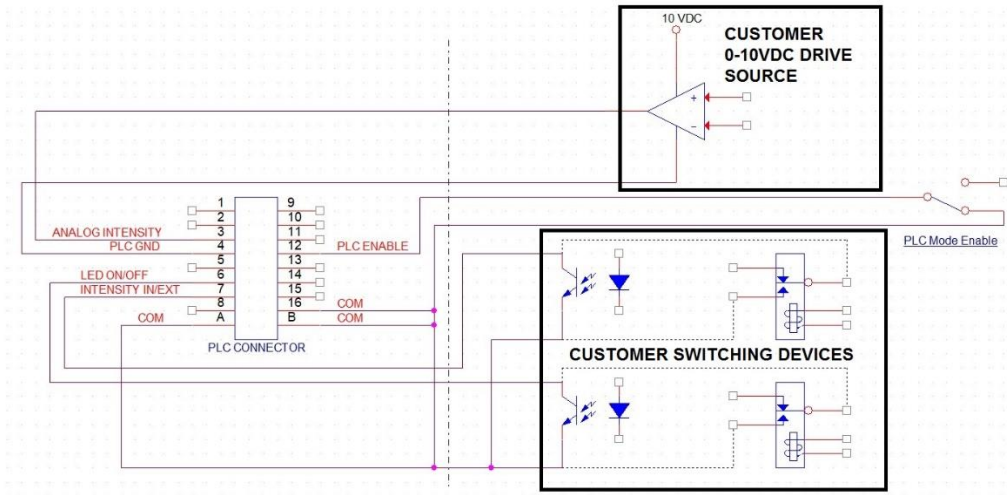 10 VDC
CUSTOMER
0-10VDC DRIVE
SOURCE
+
−
1
9
2
10
ANALOG INTENSITY
3
11
PLC GND
4
12
PLC ENABLE
5
13
LED ON/OFF
6
14
INTENSITY IN/EXT
7
15
8
16
COM
COM
A
B
COM
PLC CONNECTOR
PLC Mode Enable
CUSTOMER SWITCHING DEVICES